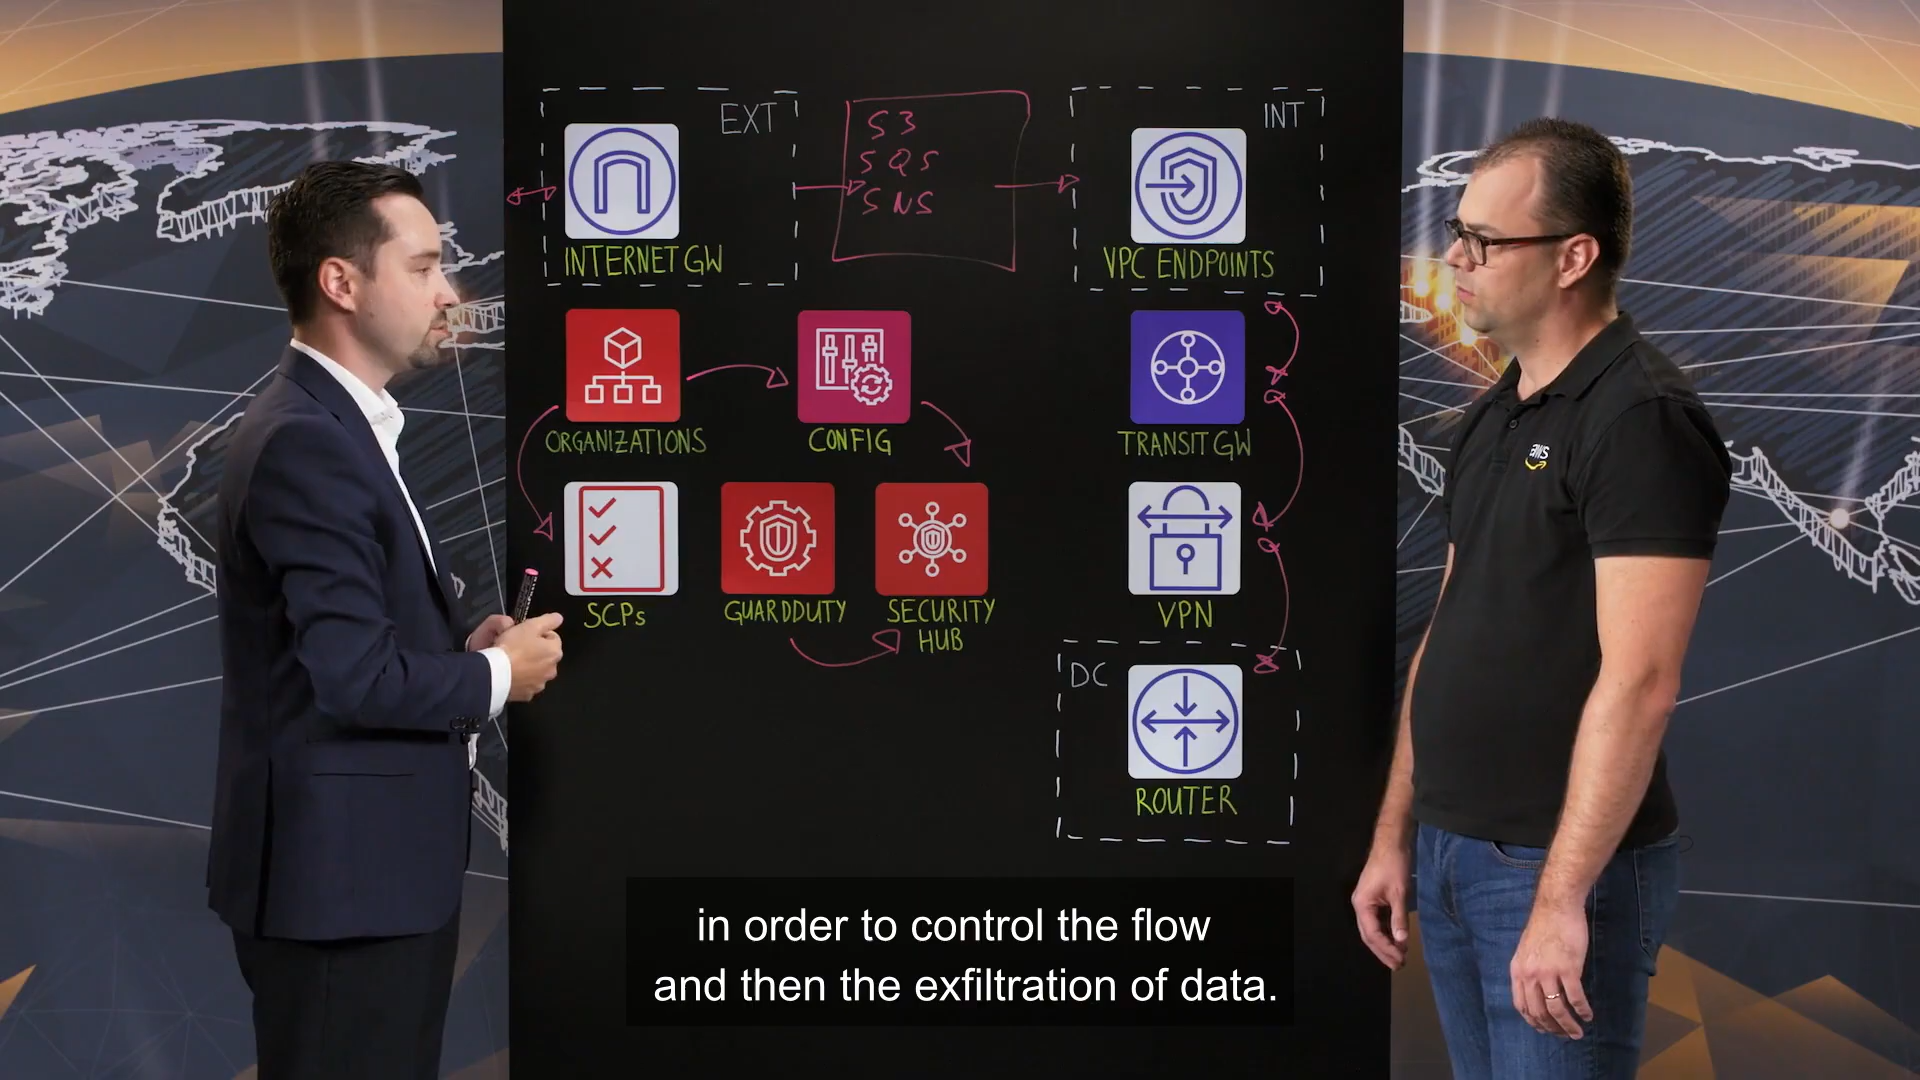 EXT
S3
SQS
SNS
INT
INTERNET GW
VPC ENDPOINTS
ORGANIZATIONS
CONFIG
TRANSIT GW
aws
SCPs
GUARDDUTY
SECURITY
HUB
VPN
DC
ROUTER
in order to control the flow
and then the exfiltration of data.